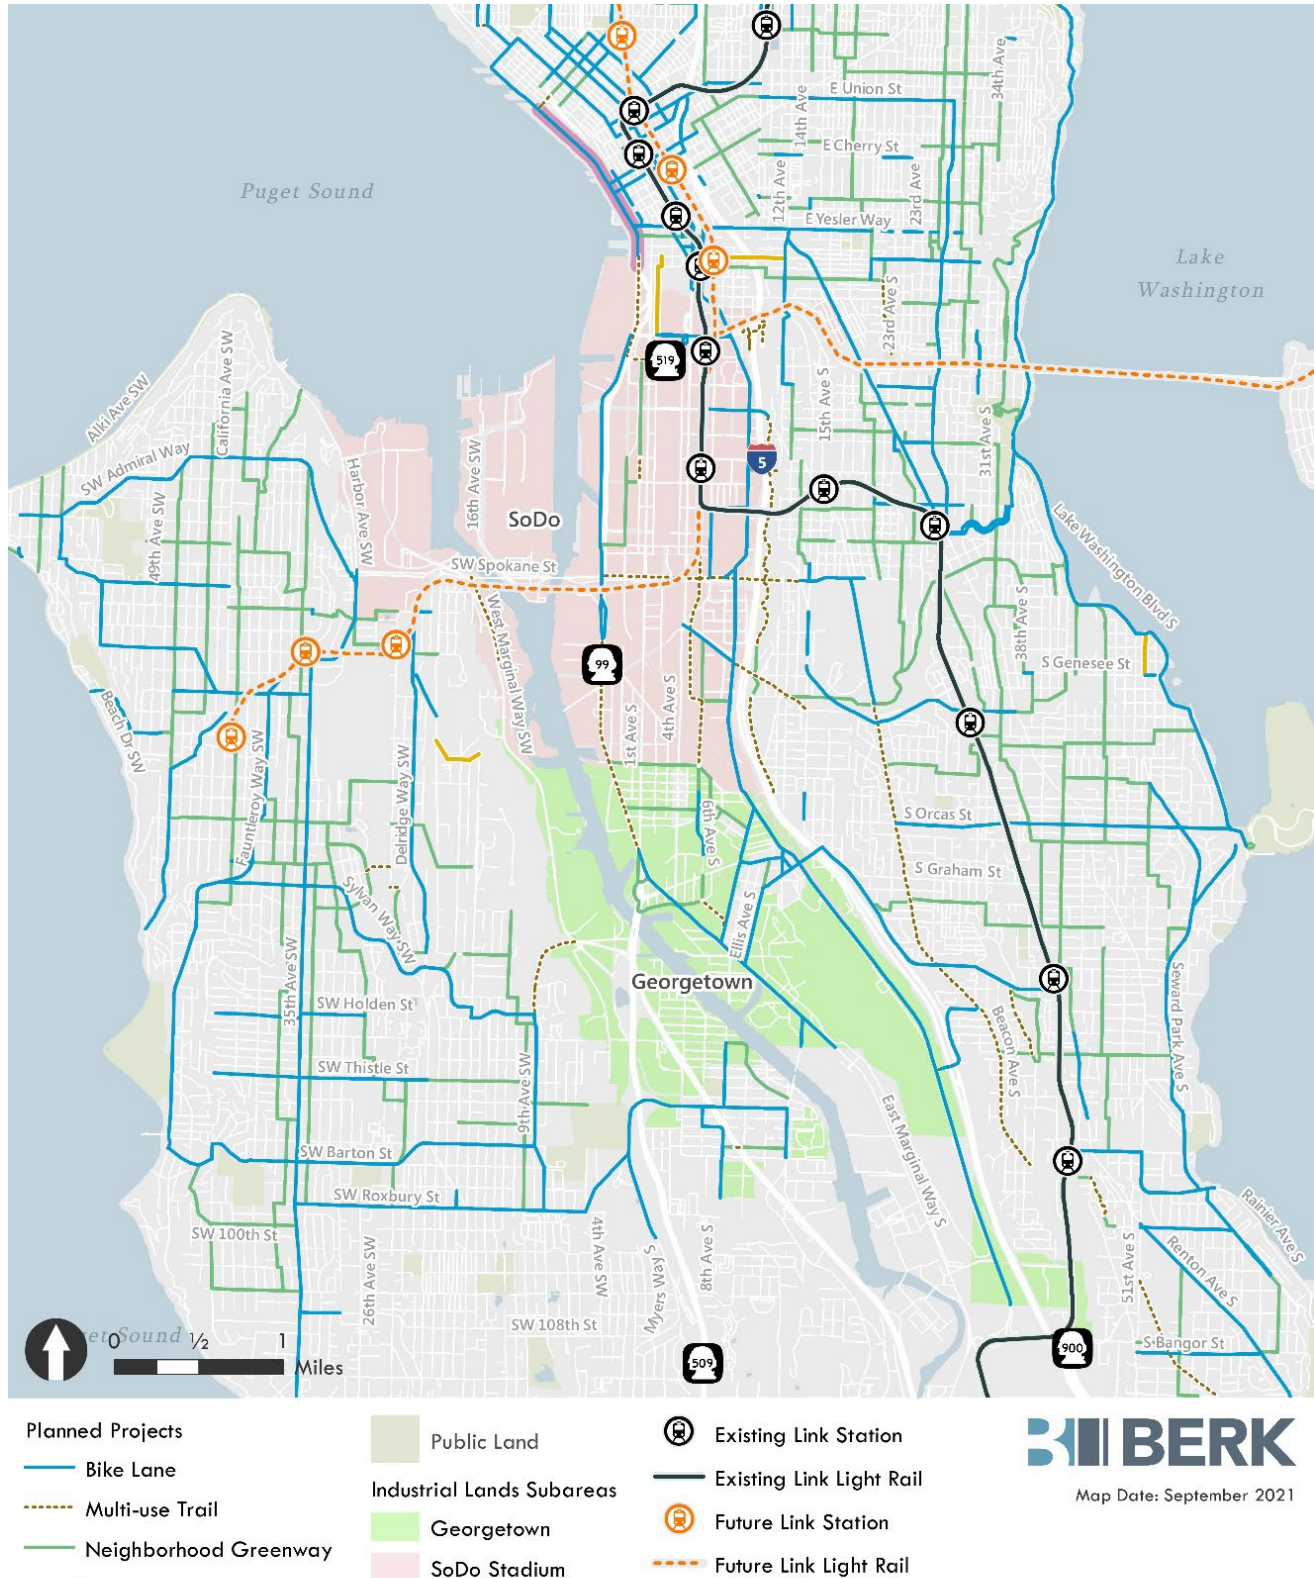 E Union St
34th Ave
14th Ave
E Cherry St
Puget Sound
12th Ave
23rd Ave
E Yesler Way
Lake
Washington
23rd Ave S
519
California Ave SW
Alki Ave SW
15th Ave S
31st Ave S
SW Admiral Way
5
Harbor Ave SW
16th Ave SW
49th Ave SW
SoDo
Lake Washington Blvd S
SW Spokane St
West Marginal Way SW
38th Ave S
S Genesee St
99
Beach Dr SW
1st Ave S
4th Ave S
Fauntleroy Way SW
Delridge Way SW
6th Ave S
S Orcas St
S Graham St
Sylvan Way SW
Ellis Ave S
35th Ave SW
Georgetown
SW Holden St
Beacon Ave S
Seward Park Ave S
SW Thistle St
9th Ave SW
East Marginal Way S
SW Barton St
SW Roxbury St
Rainier Ave S
SW 100th St
26th Ave SW
4th Ave SW
Myers Way S
8th Ave S
51st Ave S
Renton Ave S
SW 108th St
S Bangor St
get Sound
0 ½ 1
Miles
509
900
Planned Projects
Bike Lane
Multi-use Trail
Neighborhood Greenway
Public Land
Industrial Lands Subareas
Georgetown
SoDo Stadium
Existing Link Station
Existing Link Light Rail
Future Link Station
Future Link Light Rail
BERK
Map Date: September 2021